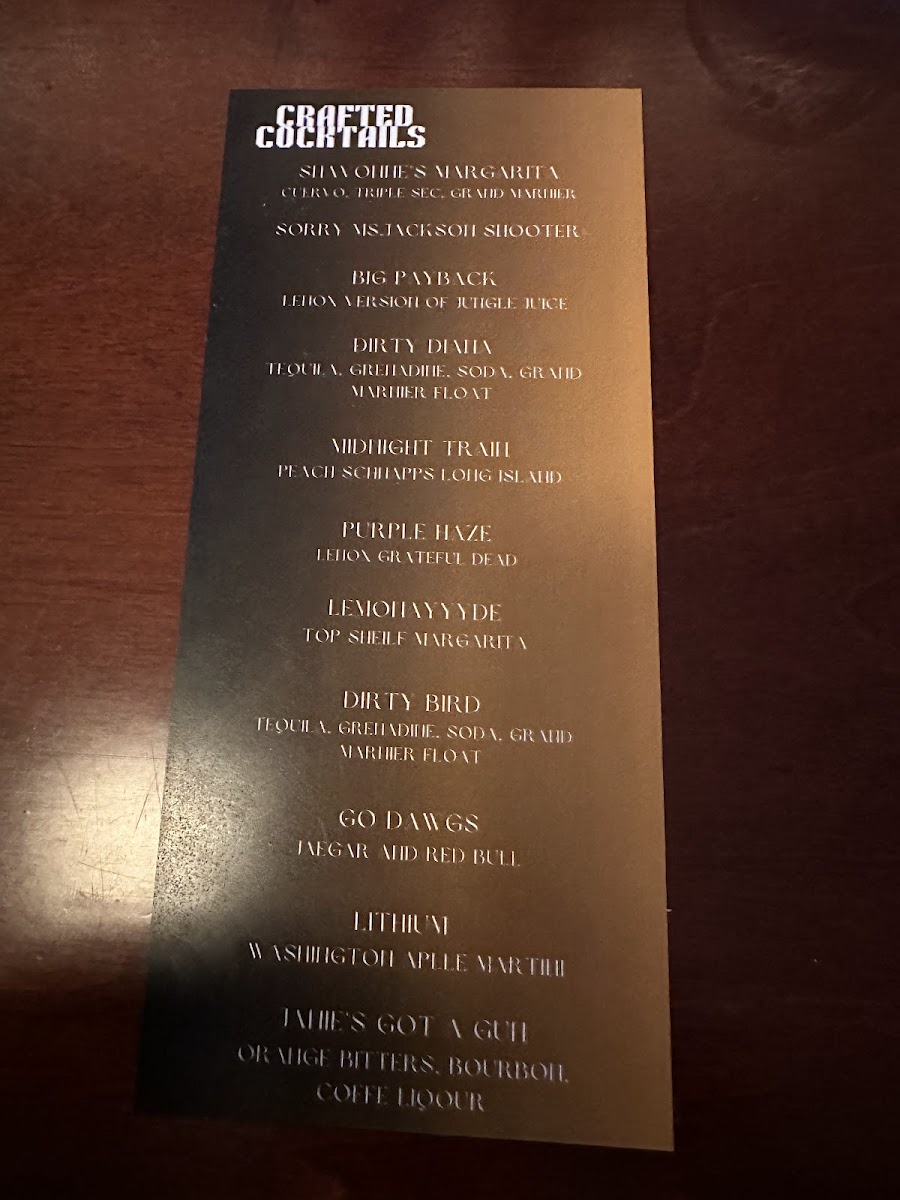 CRAFTED
COCKTAILS
SHAVONNE'S MARGARITA
CUERVO, TRIPLE SEC, GRAND MARNIER
SORRY MS.JACKSON SHOOTER
BIG PAYBACK
LENOX VERSION OF JUNGLE JUICE
DIRTY DIANA
TEQUILA, GRENADINE, SODA, GRAND
MARNIER FLOAT
MIDNIGHT TRAIN
PEACH SCHNAPPS LONG ISLAND
PURPLE HAZE
LENOX GRATEFUL DEAD
LEMONAYYYDE
TOP SHEILF MARGARITA
DIRTY BIRD
TEQUILA, GRENADINE, SODA, GRAND
MARNIER FLOAT
GO DAWGS
JAEGAR AND RED BULL
LITHIUM
WASHINGTON APLLE MARTINI
JANIE'S GOT A GUN
ORANGE BITTERS, BOURBON,
COFFE LIQOUR